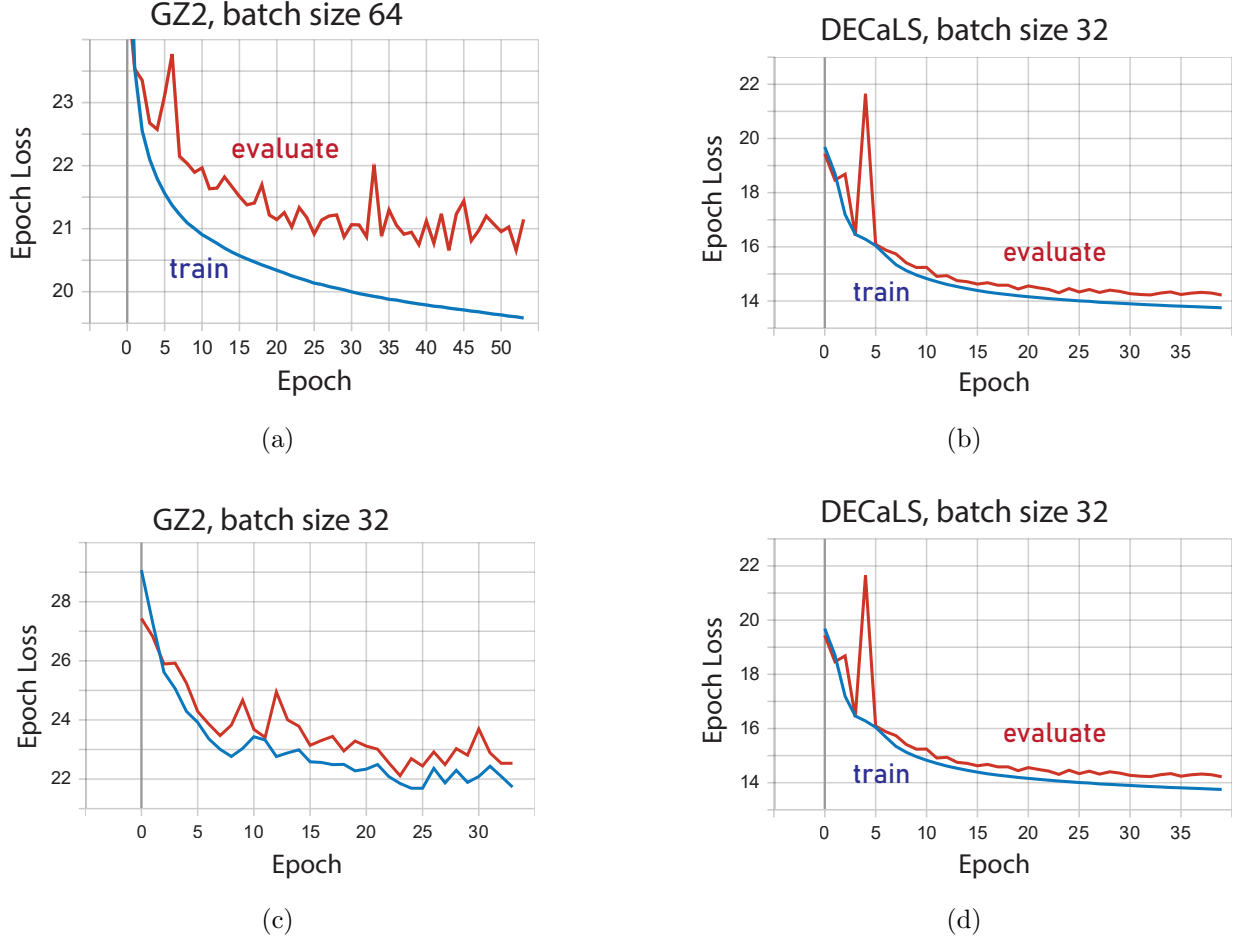 GZ2, batch size 64
Epoch Loss
23
22
21
20
evaluate
train
0 5 10 15 20 25 30 35 40 45 50
Epoch
(a)
DECaLS, batch size 32
Epoch Loss
22
20
18
16
14
evaluate
train
0 5 10 15 20 25 30 35
Epoch
(b)
GZ2, batch size 32
Epoch Loss
28
26
24
22
0 5 10 15 20 25 30
Epoch
(c)
DECaLS, batch size 32
Epoch Loss
22
20
18
16
14
evaluate
train
0 5 10 15 20 25 30 35
Epoch
(d)